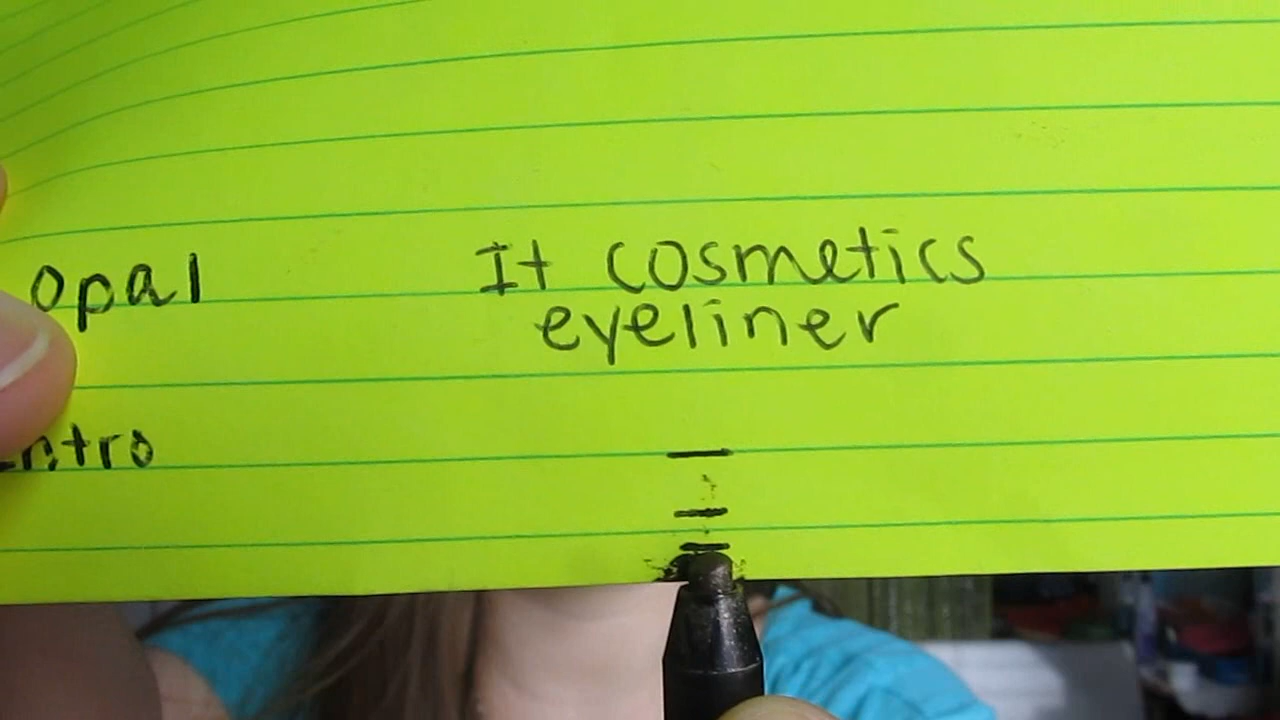 Opal
It cosmetics
eyeliner
ntro